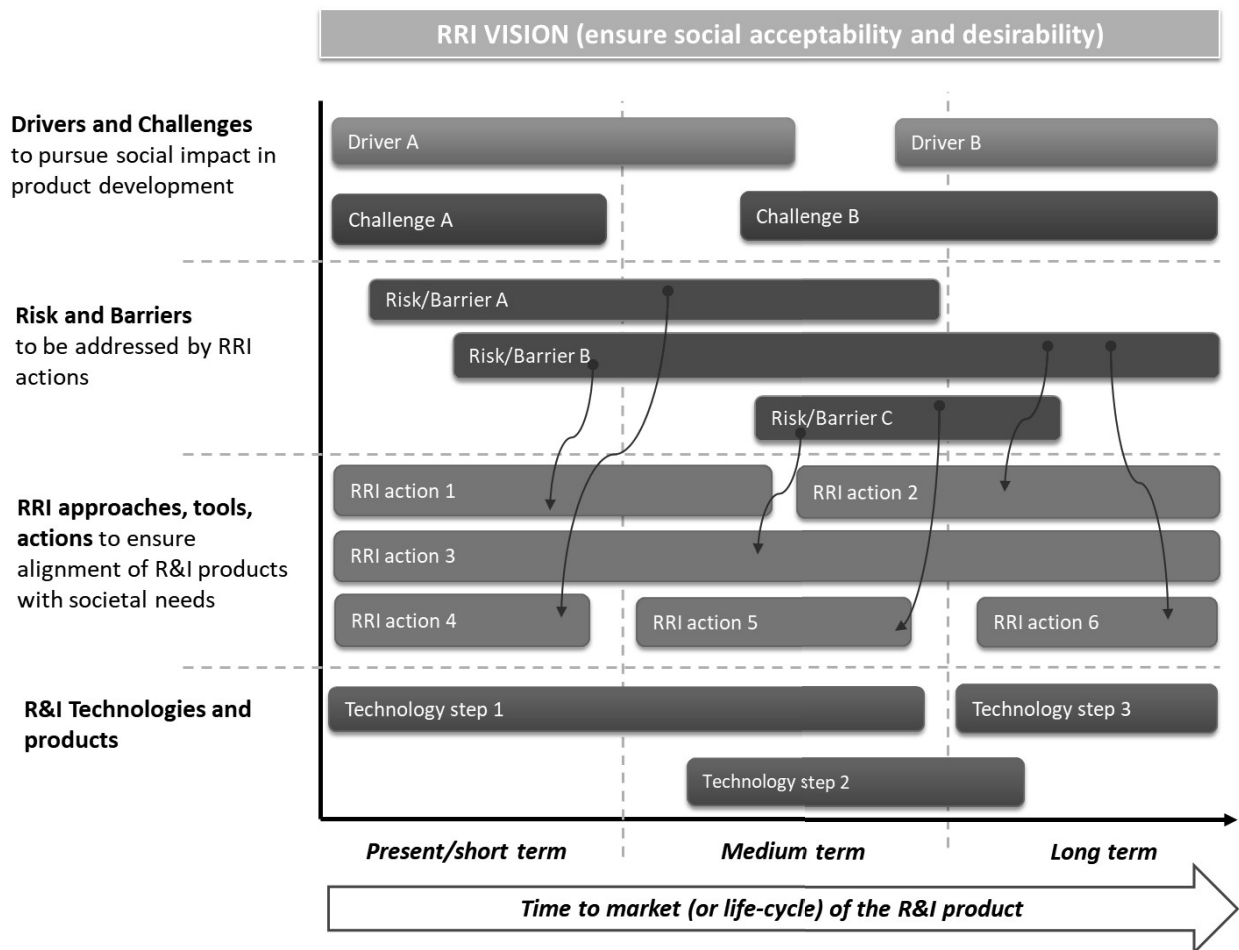 RRI VISION (ensure social acceptability and desirability)
Drivers and Challenges
to pursue social impact in
product development
Driver A
Driver B
Challenge A
Challenge B
Risk and Barriers
to be addressed by RRI
actions
Risk/Barrier A
Risk/Barrier B
Risk/Barrier C
RRI approaches, tools,
actions to ensure
alignment of R&I products
with societal needs
RRI action 1
RRI action 2
RRI action 3
RRI action 4
RRI action 5
RRI action 6
R&I Technologies and
products
Technology step 1
Technology step 3
Technology step 2
Present/short term
Medium term
Long term
Time to market (or life-cycle) of the R&I product